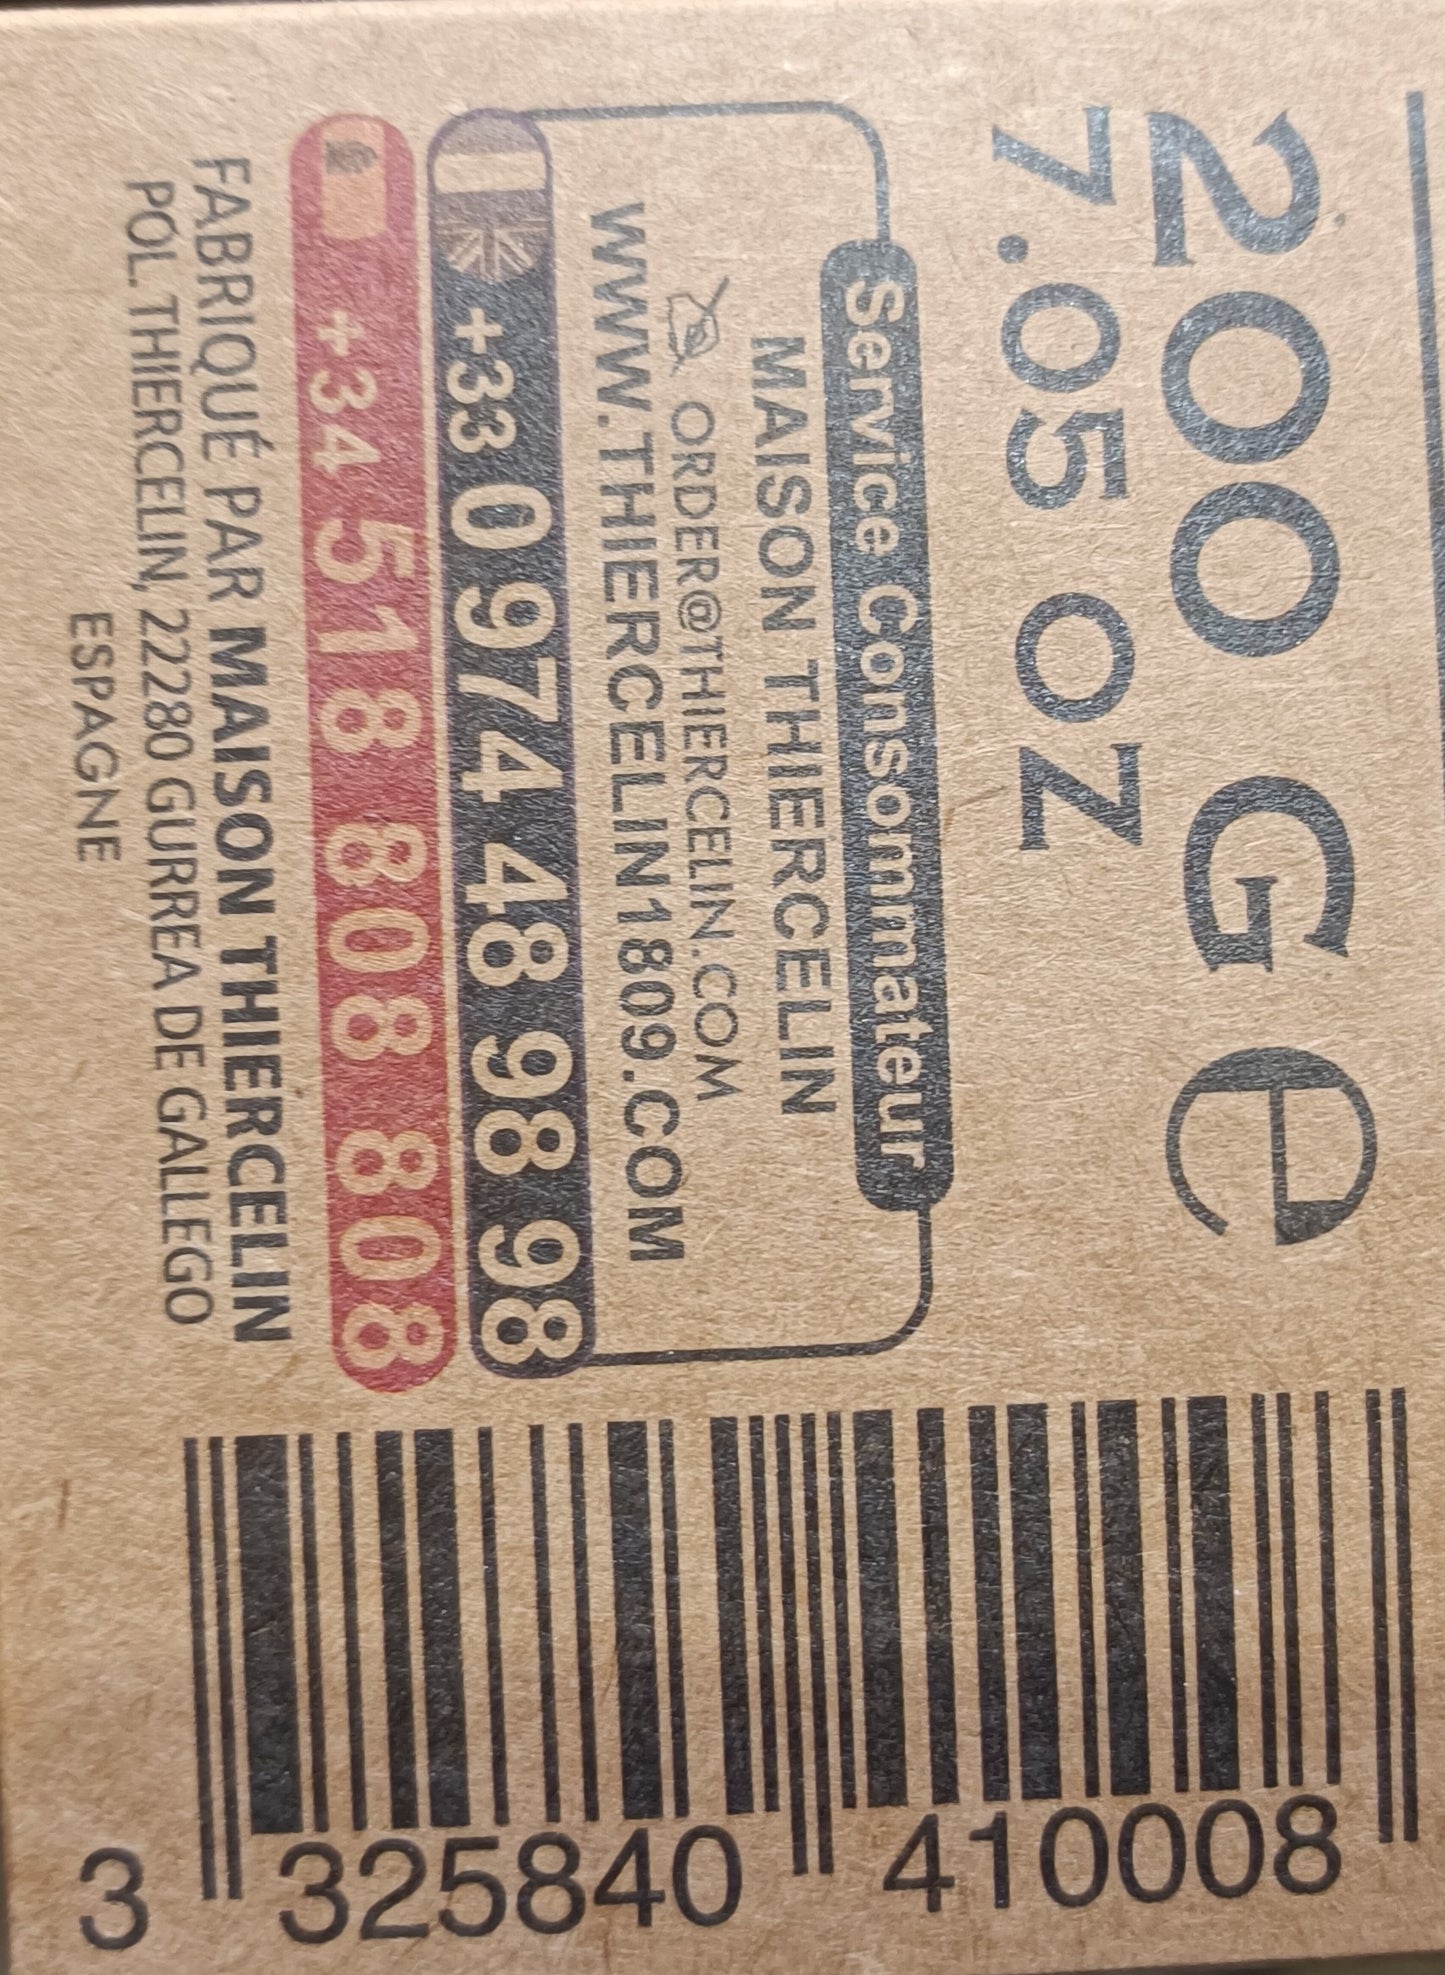 200 G e
7.05 OZ
Service Consommateur
MAISON THIERCELIN
ORDER@THIERCELIN.COM
WWW.THIERCELIN1809.COM
+33 0 974 48 98 98
+34 518 808 808
FABRIQUÉ PAR MAISON THIERCELIN
POL. THIERCELIN, 22280 GURREA DE GALLEGO
ESPAGNE
3 325840 410008